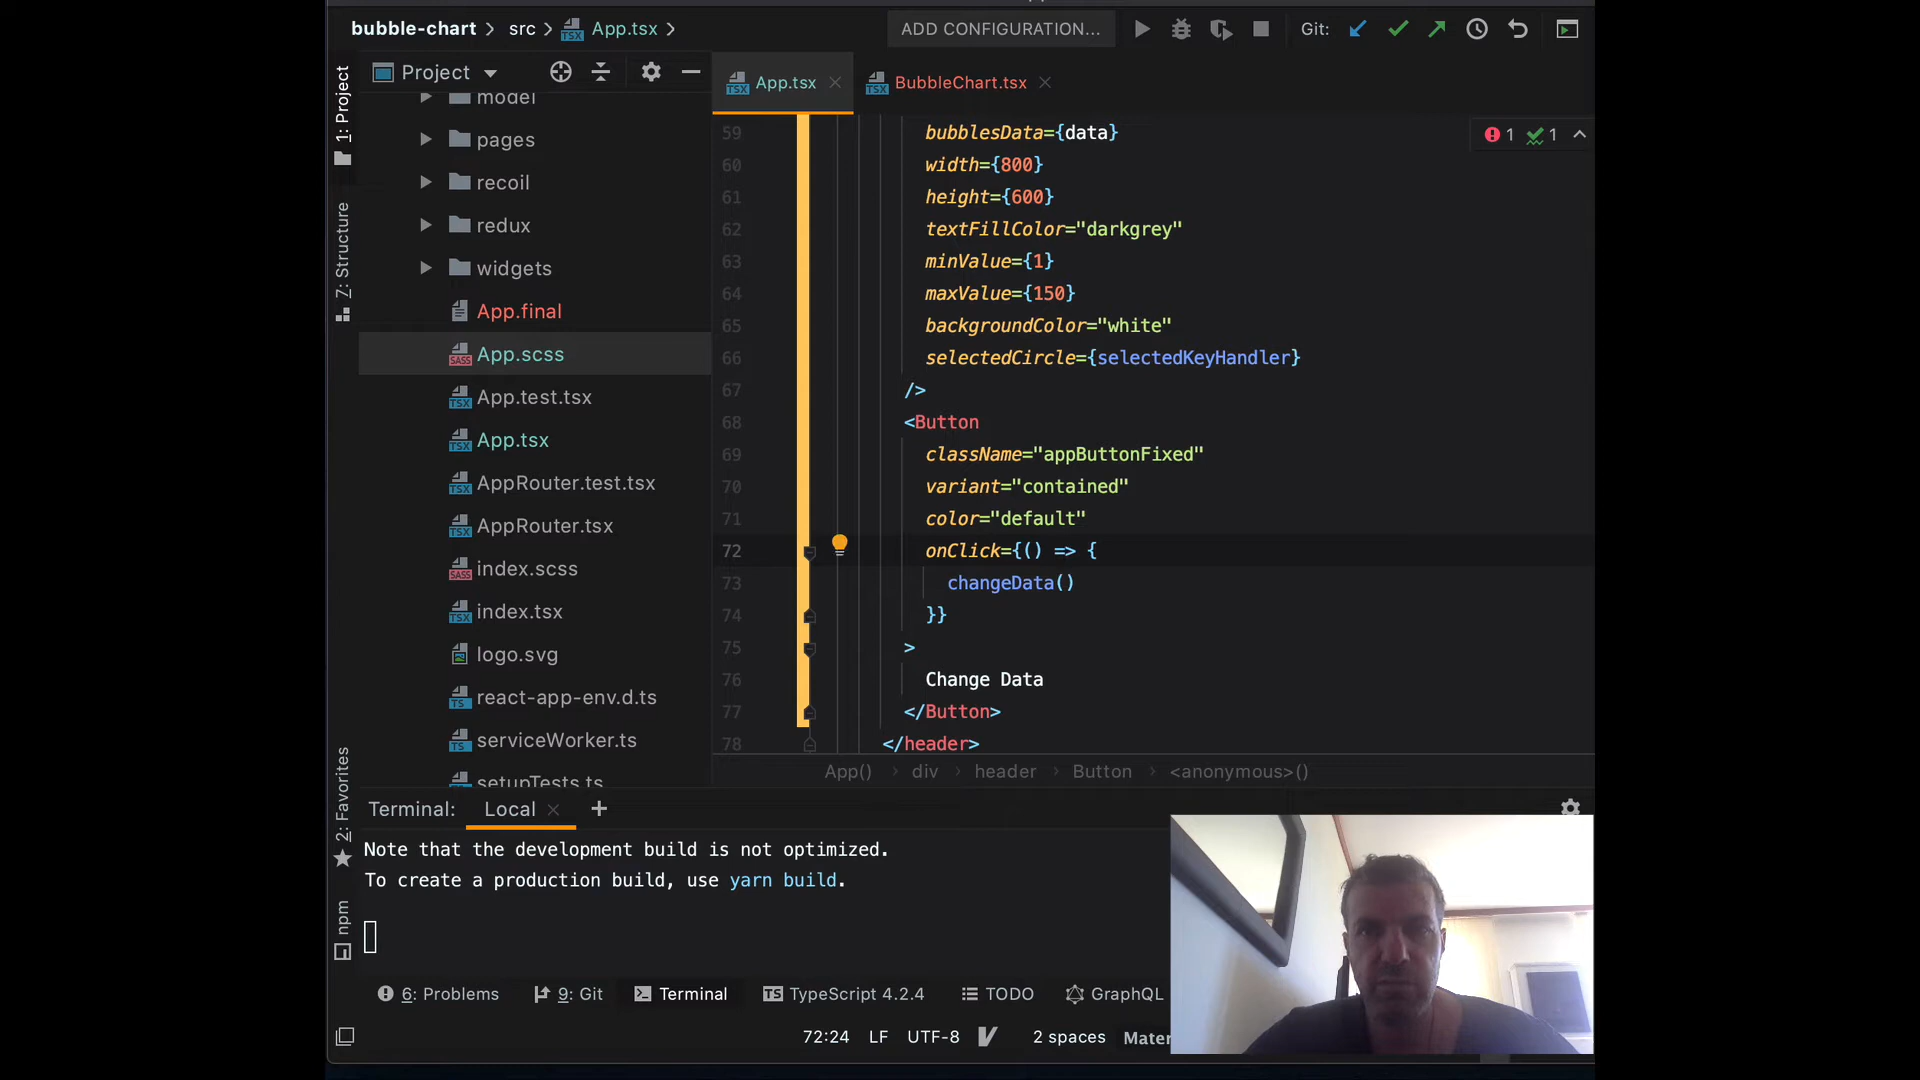 bubble-chart > src > App.tsx >
ADD CONFIGURATION...
Git:
1: Project
7: Structure
2: Favorites
npm
Project
model
pages
recoil
redux
widgets
App.final
App.scss
App.test.tsx
App.tsx
AppRouter.test.tsx
AppRouter.tsx
index.scss
index.tsx
logo.svg
react-app-env.d.ts
serviceWorker.ts
setupTests.ts
App.tsx
BubbleChart.tsx
1 1
59 bubblesData={data}
60 width={800}
61 height={600}
62 textFillColor="darkgrey"
63 minValue={1}
64 maxValue={150}
65 backgroundColor="white"
66 selectedCircle={selectedKeyHandler}
67 />
68 <Button
69 className="appButtonFixed"
70 variant="contained"
71 color="default"
72 onClick={() => {
73 changeData()
74 }}
75 >
76 Change Data
77 </Button>
78 </header>
App() > div > header > Button > <anonymous>()
Terminal: Local +
Note that the development build is not optimized.
To create a production build, use yarn build.
6: Problems
9: Git
Terminal
TypeScript 4.2.4
TODO
GraphQL
72:24 LF UTF-8 2 spaces Mater